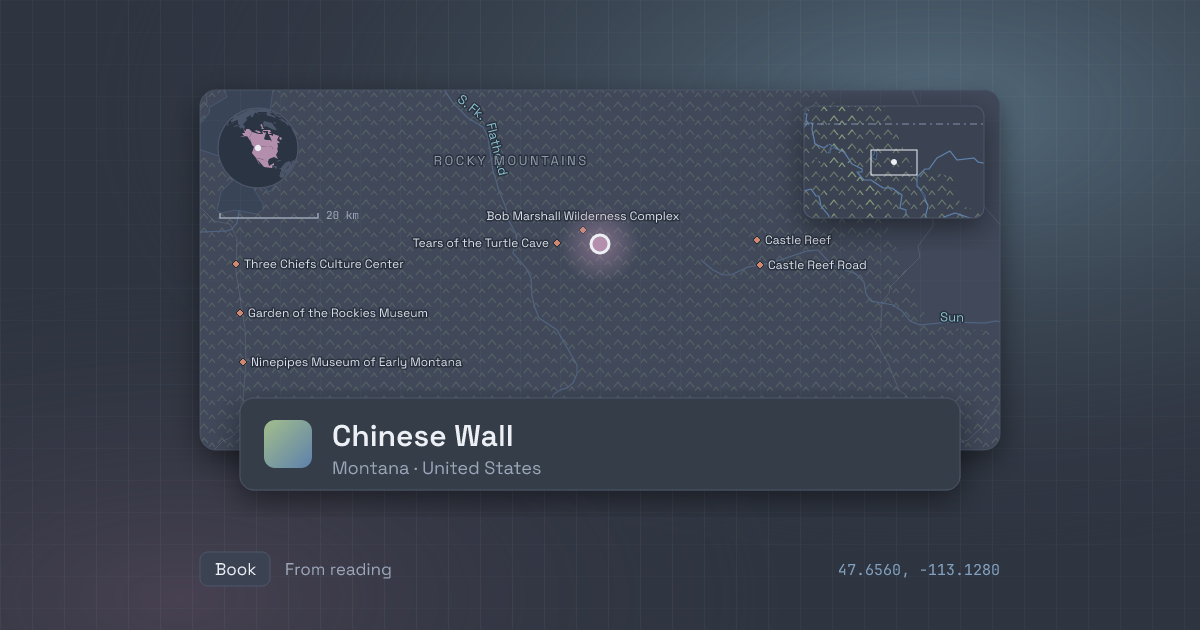 S. Fk. Flathead
ROCKY MOUNTAINS
20 km
Bob Marshall Wilderness Complex
Tears of the Turtle Cave
Castle Reef
Three Chiefs Culture Center
Castle Reef Road
Garden of the Rockies Museum
Sun
Ninepipes Museum of Early Montana
Chinese Wall
Montana · United States
Book
From reading
47.6560, -113.1280